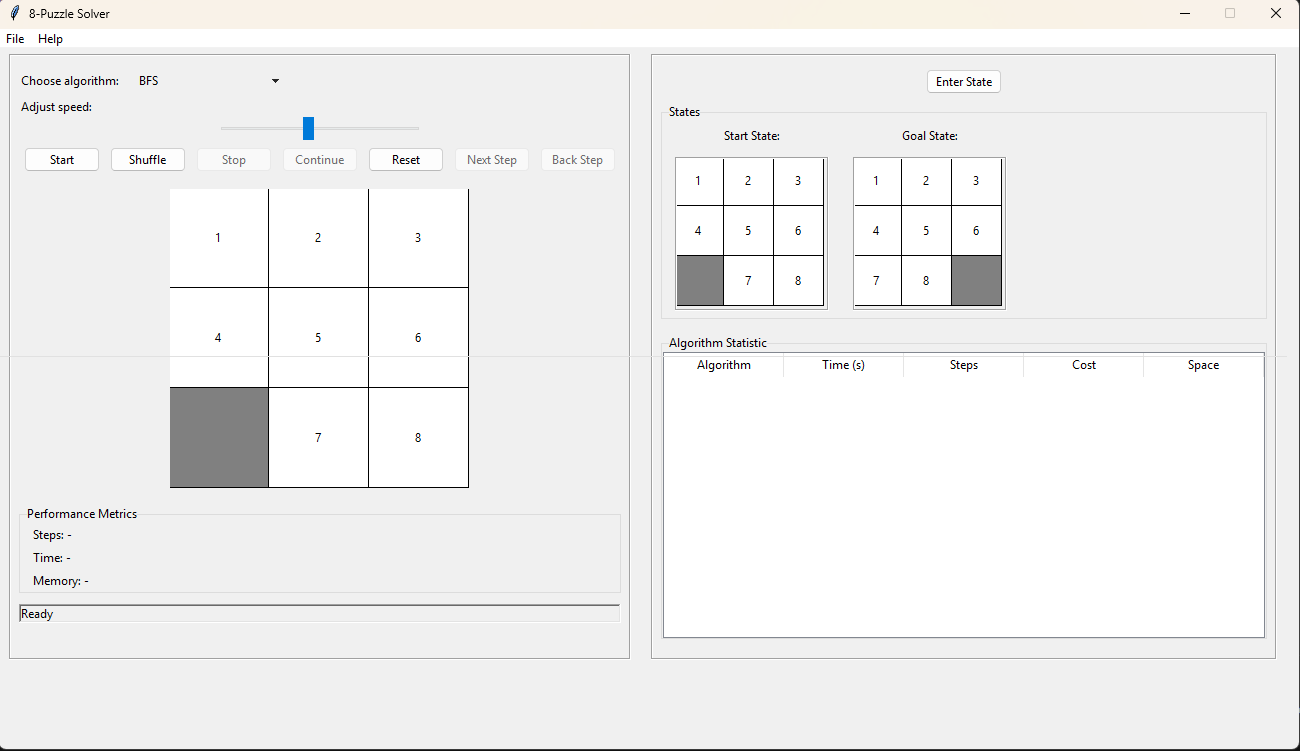 8-Puzzle Solver
File Help
Choose algorithm: BFS
Adjust speed:
Start Shuffle Stop Continue Reset Next Step Back Step
1 2 3
4 5 6
7 8
Performance Metrics
Steps: -
Time: -
Memory: -
Ready
Enter State
States
Start State: Goal State:
1 2 3 1 2 3
4 5 6 4 5 6
7 8 7 8
Algorithm Statistic
Algorithm Time (s) Steps Cost Space